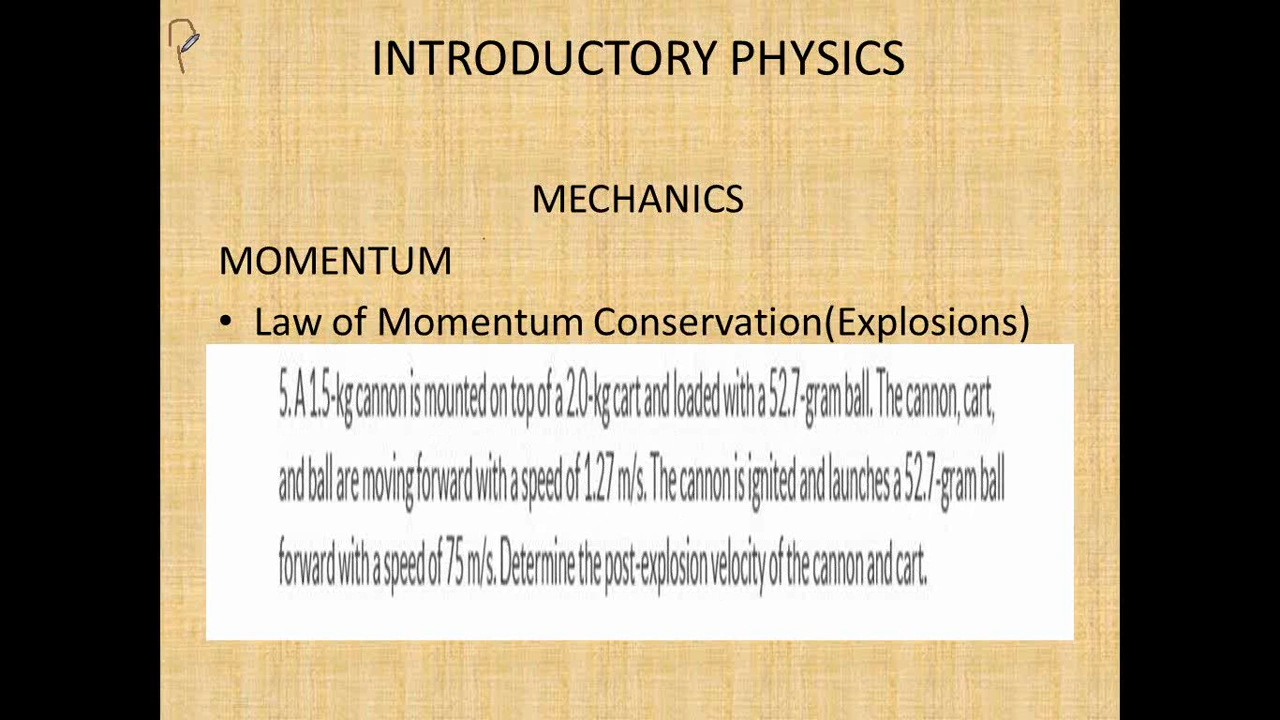 INTRODUCTORY PHYSICS
MECHANICS
MOMENTUM
• Law of Momentum Conservation(Explosions)
5. A 1.5-kg cannon is mounted on top of a 2.0-kg cart and loaded with a 52.7-gram ball. The cannon, cart,
and ball are moving forward with a speed of 1.27 m/s. The cannon is ignited and launches a 52.7-gram ball
forward with a speed of 75 m/s. Determine the post-explosion velocity of the cannon and cart.